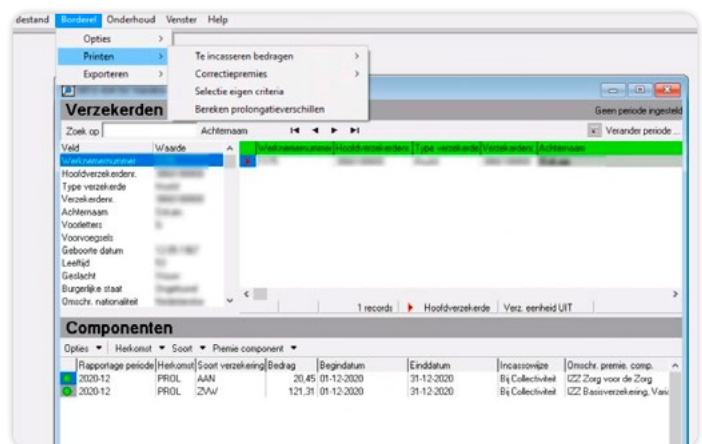 destand Borderel Onderhoud Venster Help
Opties >
Printen >
Exporteren >
Te incasseren bedragen >
Correctiepremies >
Selectie eigen criteria
Bereken prolongatieverschillen
Verzekerden
Geen periode ingesteld
Zoek op Achternaam
Verander periode ...
Veld Waarde
Werknemersnummer
Hoofdverzekerdenr.
Type verzekerde
Verzekerdenr.
Achternaam
Voorletters
Voorvoegsels
Geboorte datum
Leeftijd
Geslacht
Burgerlijke staat
Omschr. nationaliteit
Werknemersnummer Hoofdverzekerdenr. Type verzekerde Verzekerdenr. Achternaam
1 records Hoofdverzekerde Verz. eenheid UIT
Componenten
Opties Herkomst Soort Premie component
Rapportage periode Herkomst Soort verzekering Bedrag Begindatum Einddatum Incassowijze Omschr. premie. comp.
2020-12 PROL AAN 20,45 01-12-2020 31-12-2020 Bij Collectiviteit IZZ Zorg voor de Zorg
2020-12 PROL ZVW 121,31 01-12-2020 31-12-2020 Bij Collectiviteit IZZ Basisverzekering, Varia